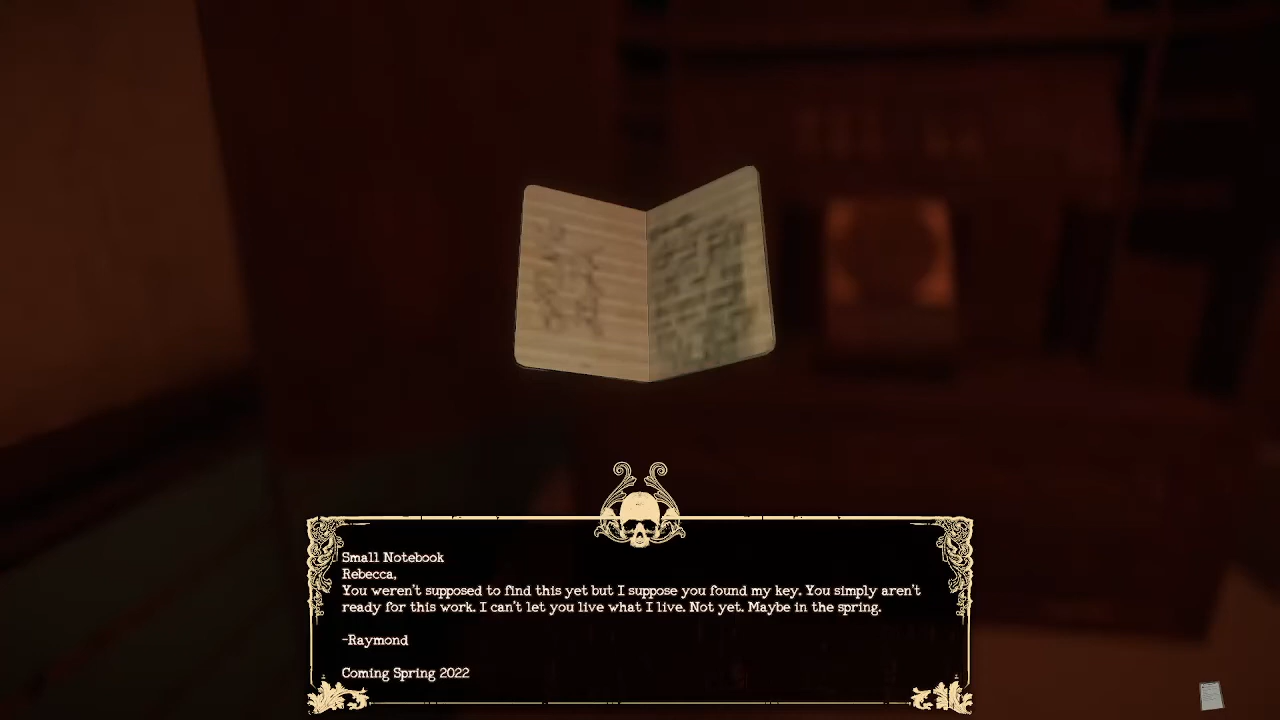 Small Notebook
Rebecca,
You weren't supposed to find this yet but I suppose you found my key. You simply aren't
ready for this work. I can't let you live what I live. Not yet. Maybe in the spring.
-Raymond
Coming Spring 2022